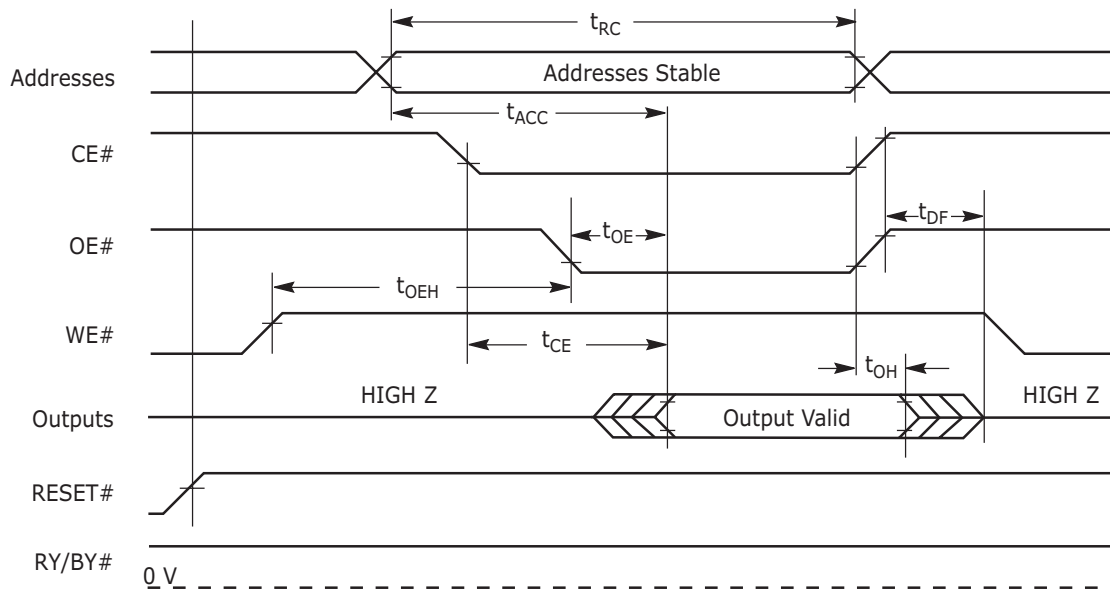 tRC
Addresses
Addresses Stable
tACC
CE#
tDF
OE#
tOE
tOEH
WE#
tCE
tOH
HIGH Z
HIGH Z
Outputs
Output Valid
RESET#
RY/BY#
0 V